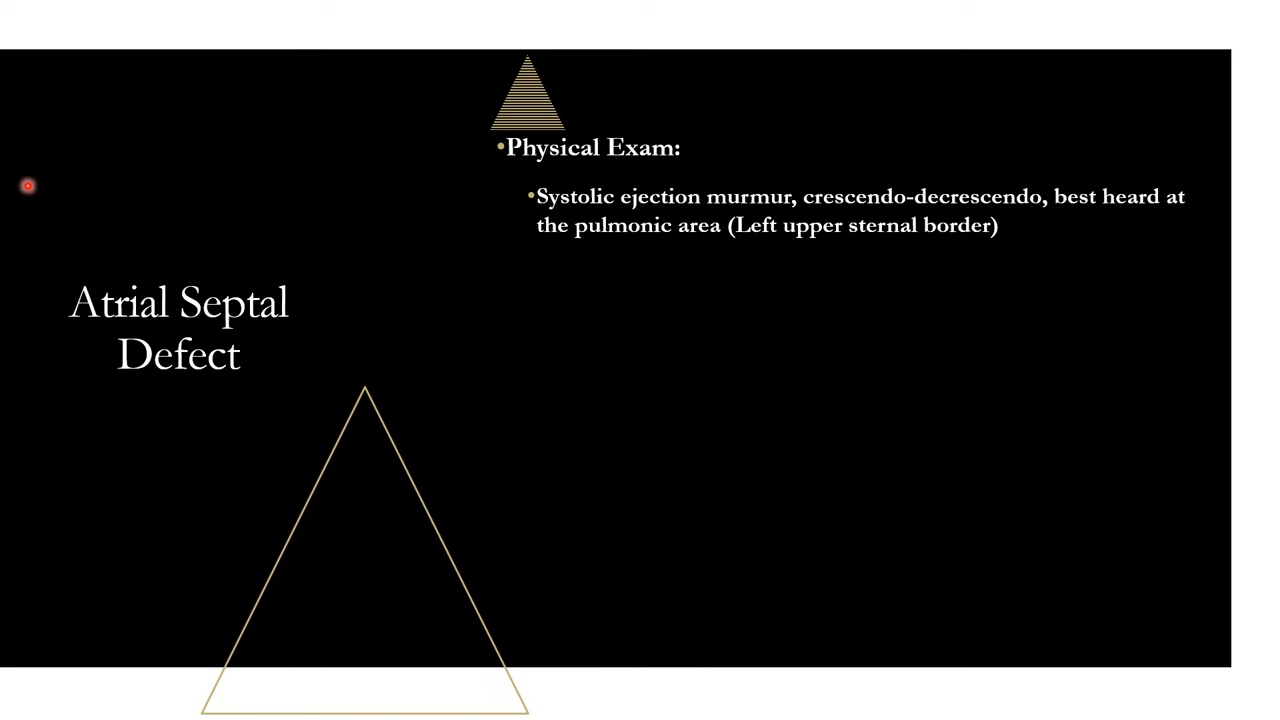 •Physical Exam:
•Systolic ejection murmur, crescendo-decrescendo, best heard at
the pulmonic area (Left upper sternal border)
Atrial Septal
Defect